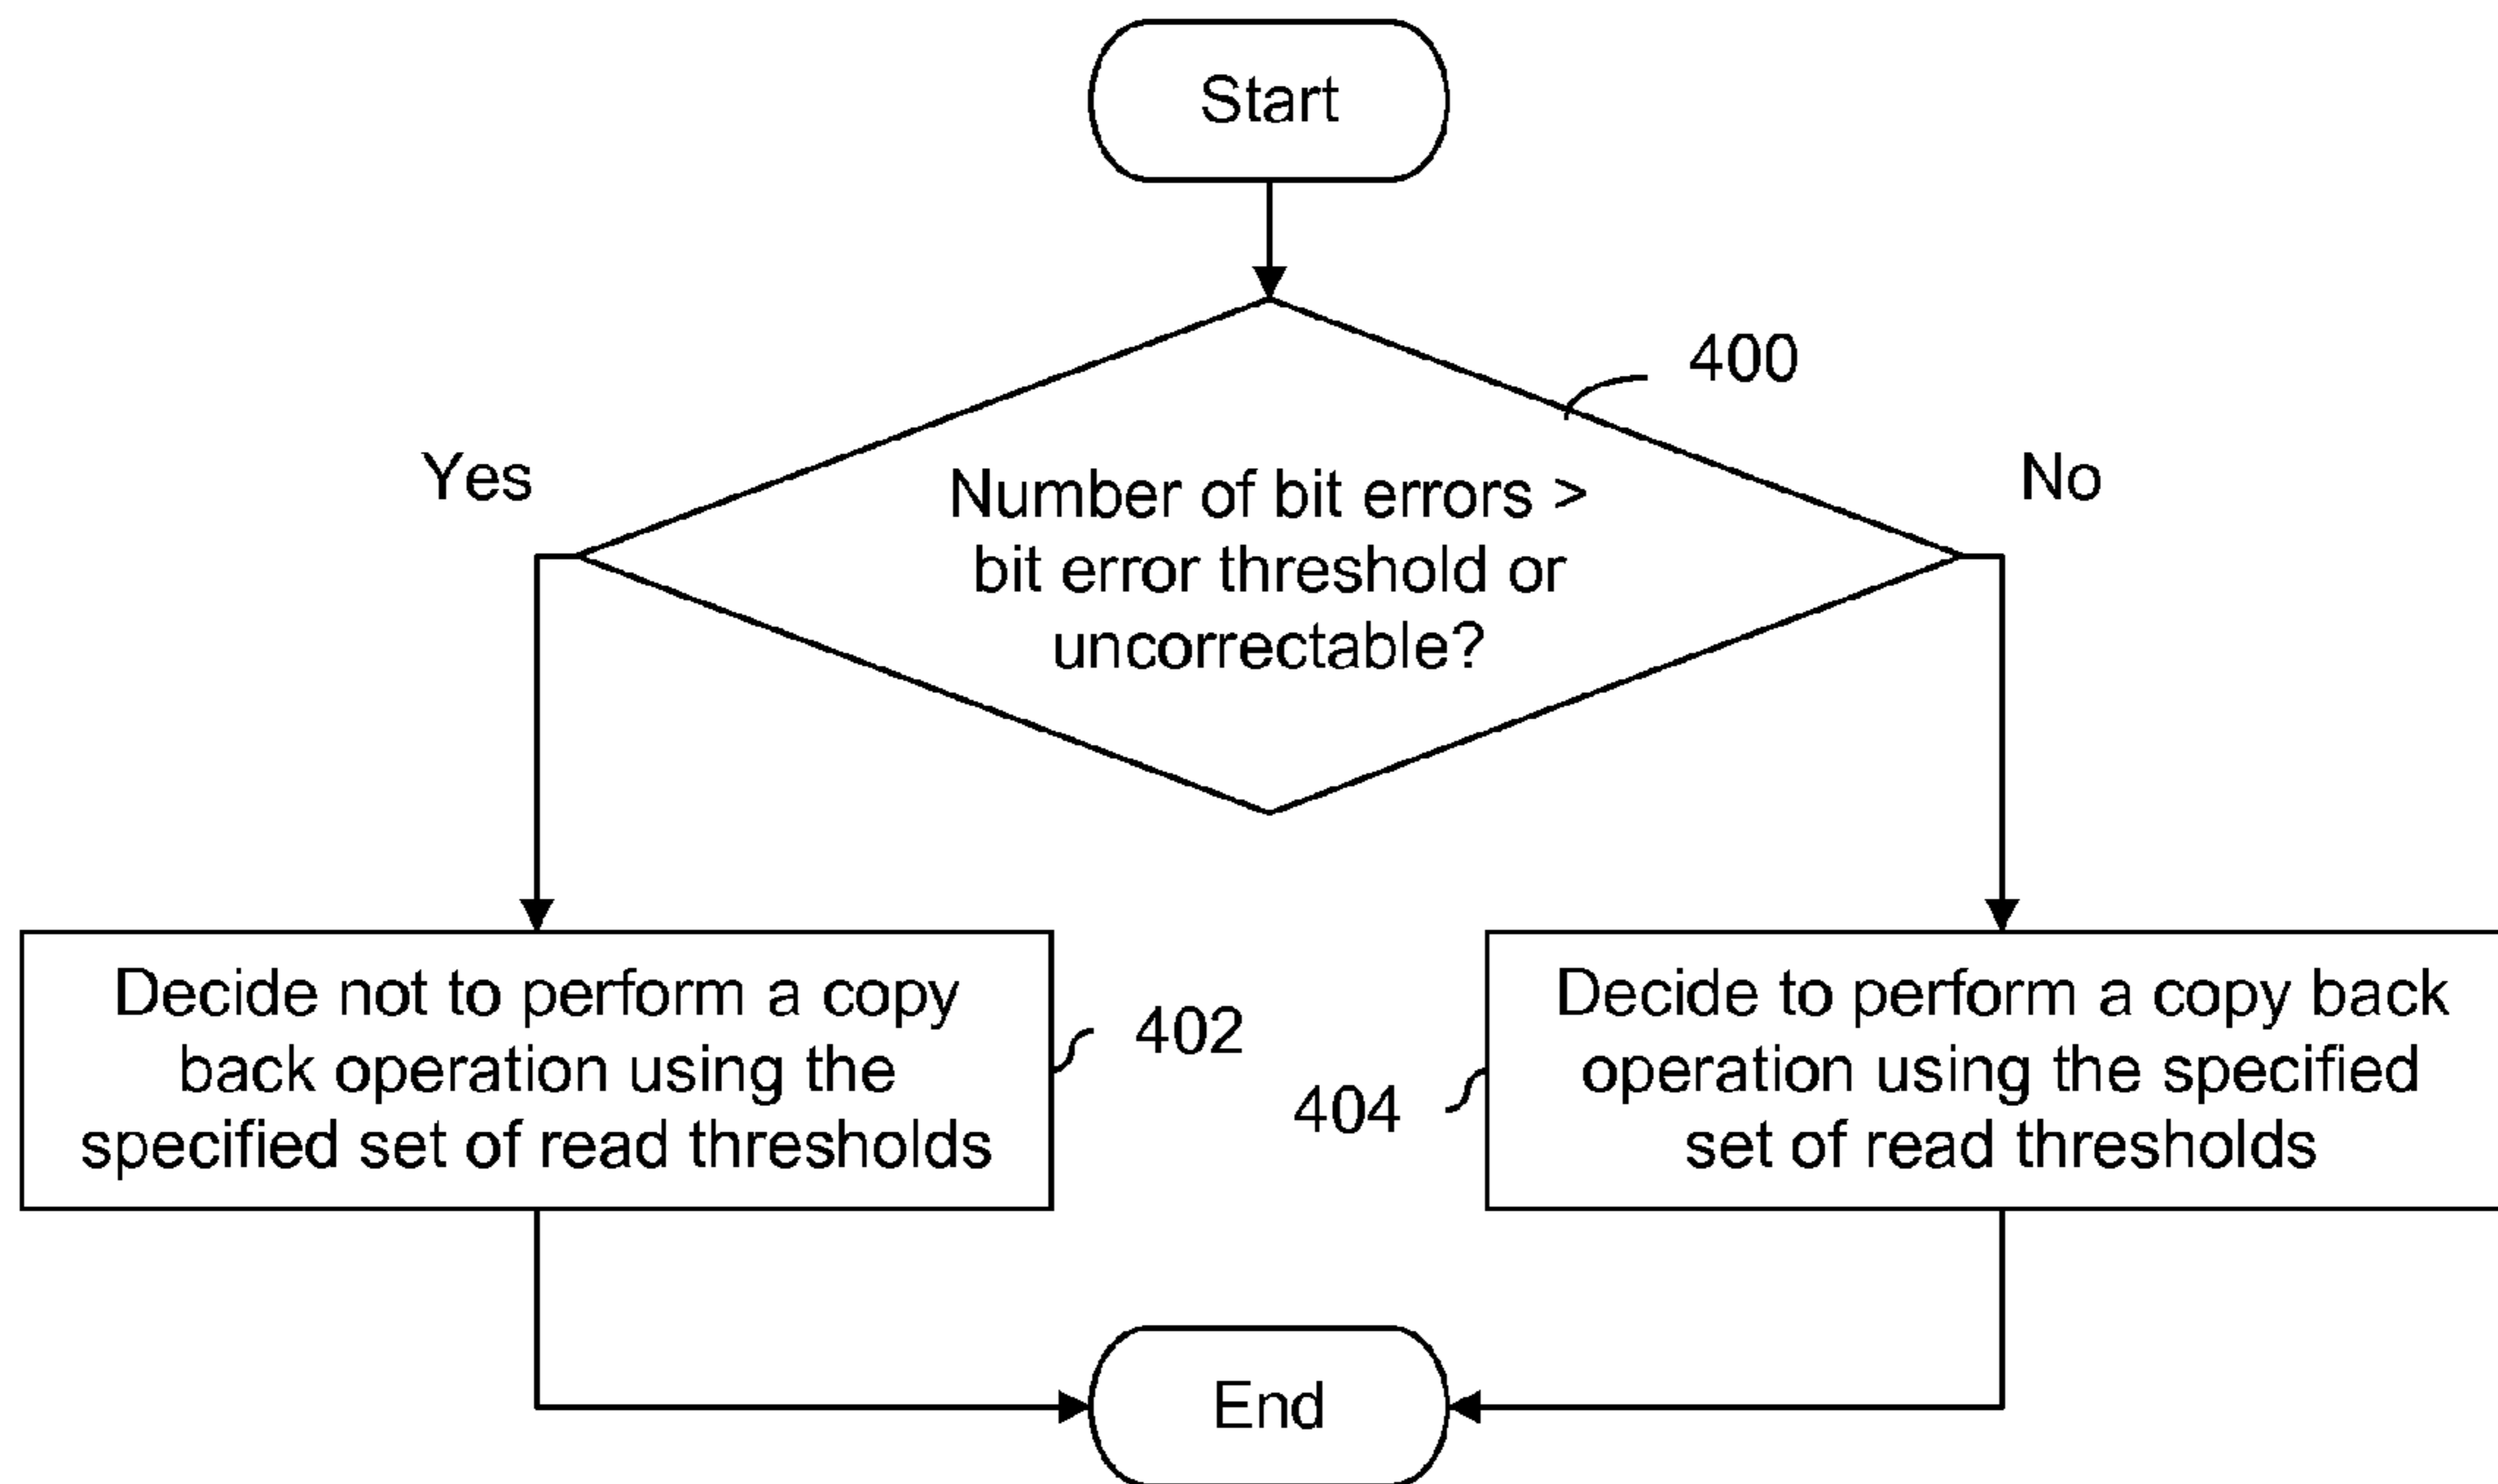 Start
400
Yes
No
Number of bit errors >
bit error threshold or
uncorrectable?
Decide not to perform a copy
back operation using the
specified set of read thresholds
402
404
Decide to perform a copy back
operation using the specified
set of read thresholds
End